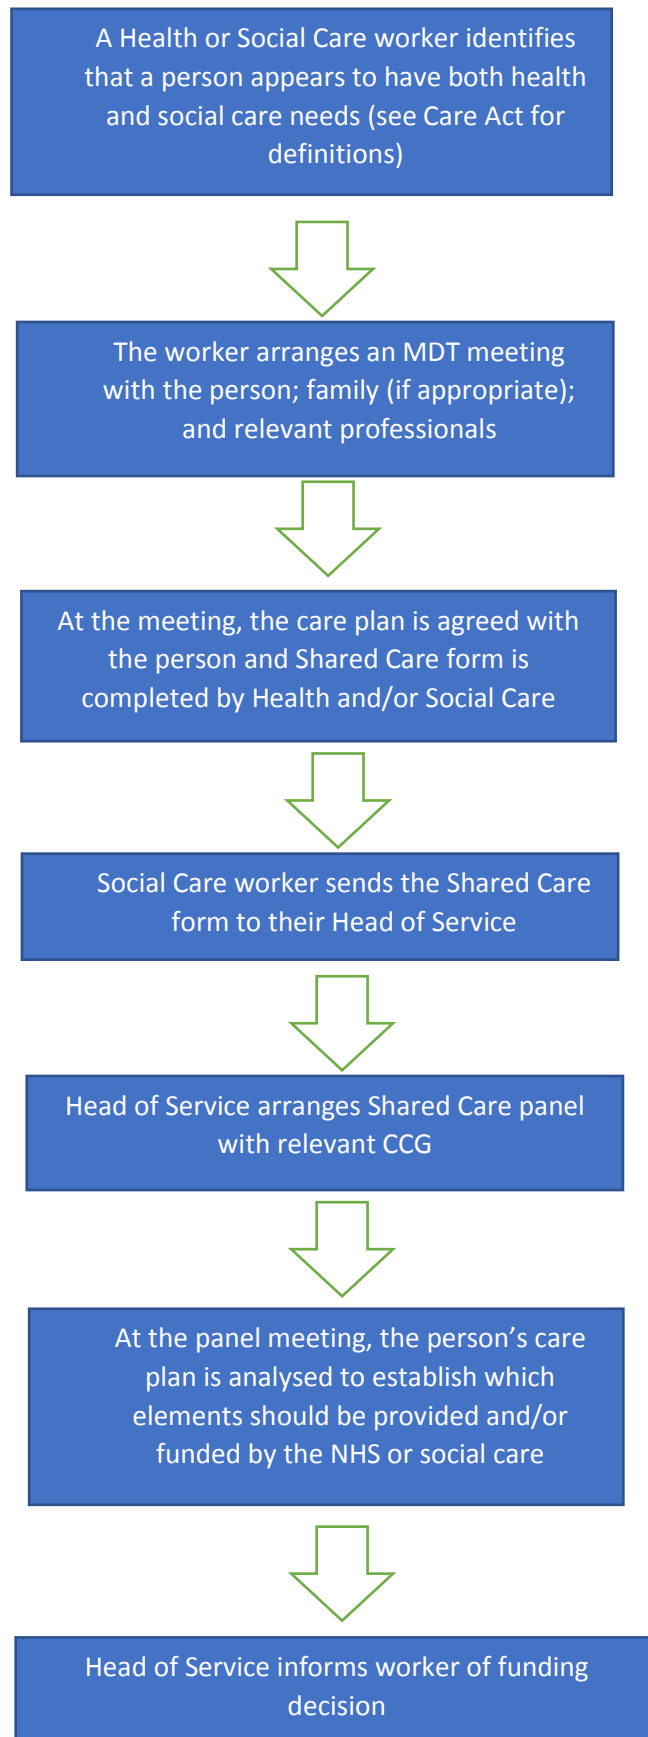 A Health or Social Care worker identifies
that a person appears to have both health
and social care needs (see Care Act for
definitions)
The worker arranges an MDT meeting
with the person; family (if appropriate);
and relevant professionals
At the meeting, the care plan is agreed with
the person and Shared Care form is
completed by Health and/or Social Care
Social Care worker sends the Shared Care
form to their Head of Service
Head of Service arranges Shared Care panel
with relevant CCG
At the panel meeting, the person’s care
plan is analysed to establish which
elements should be provided and/or
funded by the NHS or social care
Head of Service informs worker of funding
decision